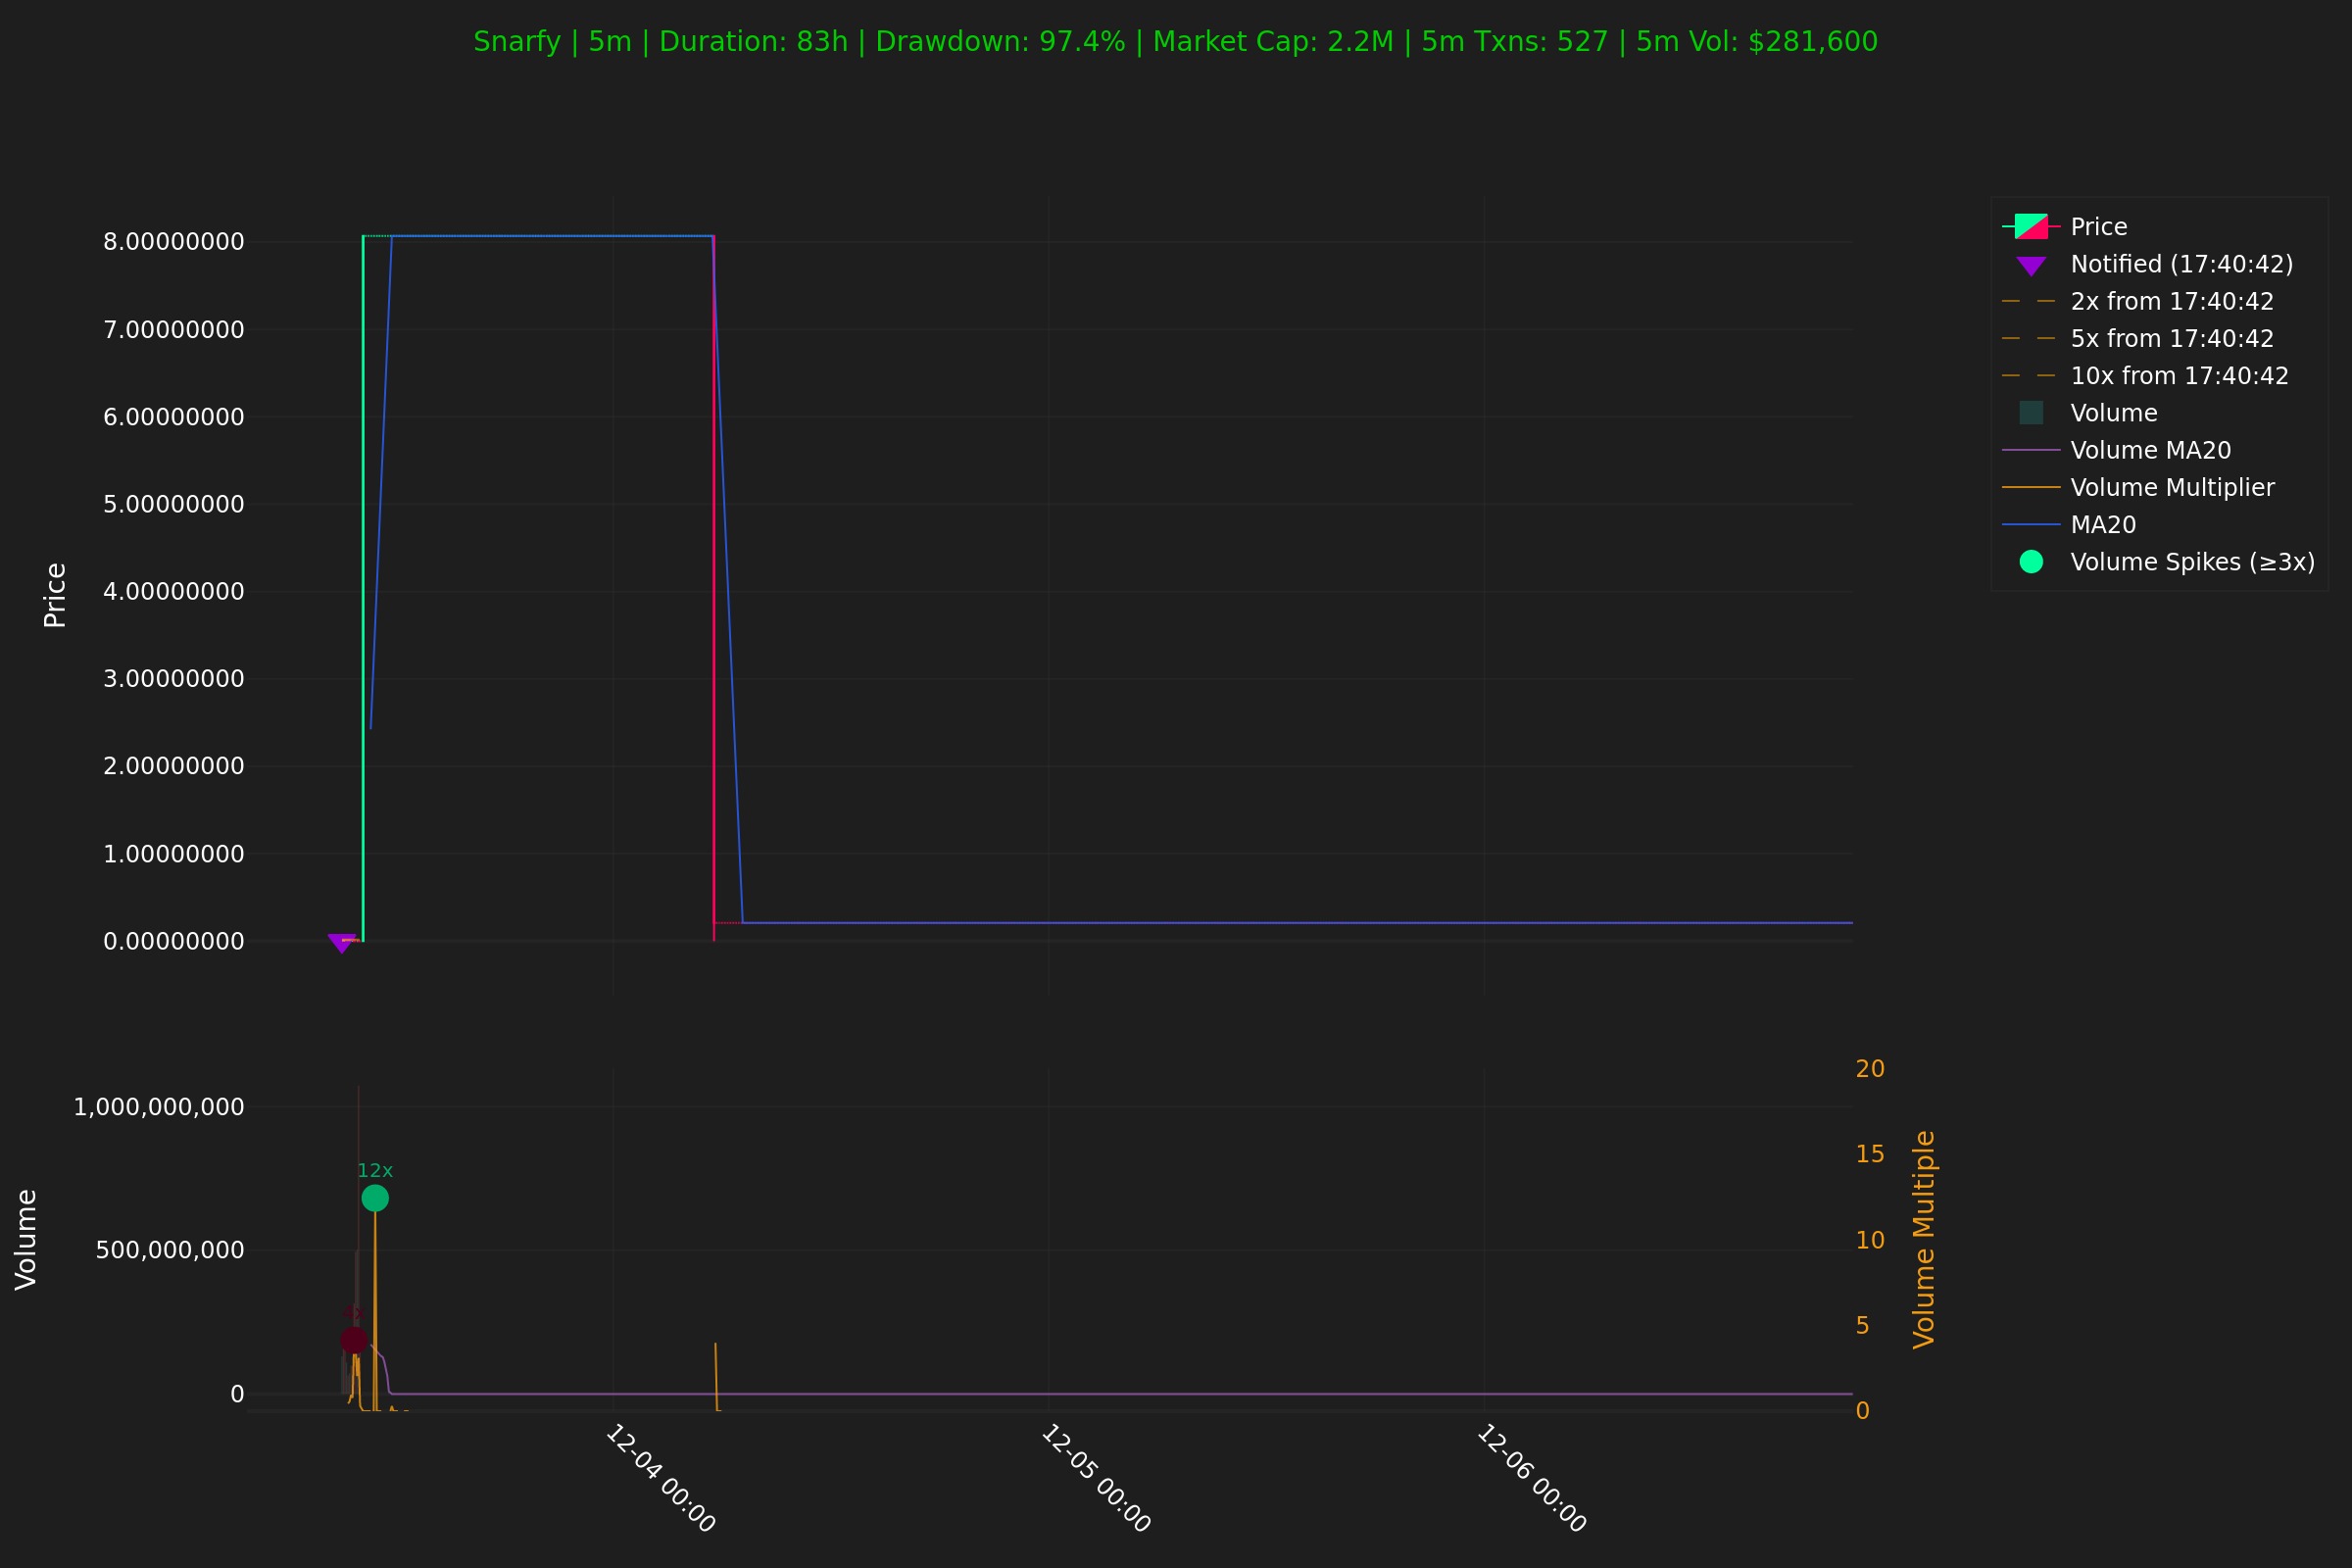 Snarfy | 5m | Duration: 83h | Drawdown: 97.4% | Market Cap: 2.2M | 5m Txns: 527 | 5m Vol: $281,600
Price
8.00000000
7.00000000
6.00000000
5.00000000
4.00000000
3.00000000
2.00000000
1.00000000
0.00000000
Price
Notified (17:40:42)
2x from 17:40:42
5x from 17:40:42
10x from 17:40:42
Volume
Volume MA20
Volume Multiplier
MA20
Volume Spikes (≥3x)
Volume
1,000,000,000
500,000,000
0
12x
20
15
10
5
0
Volume Multiple
12-04 00:00
12-05 00:00
12-06 00:00